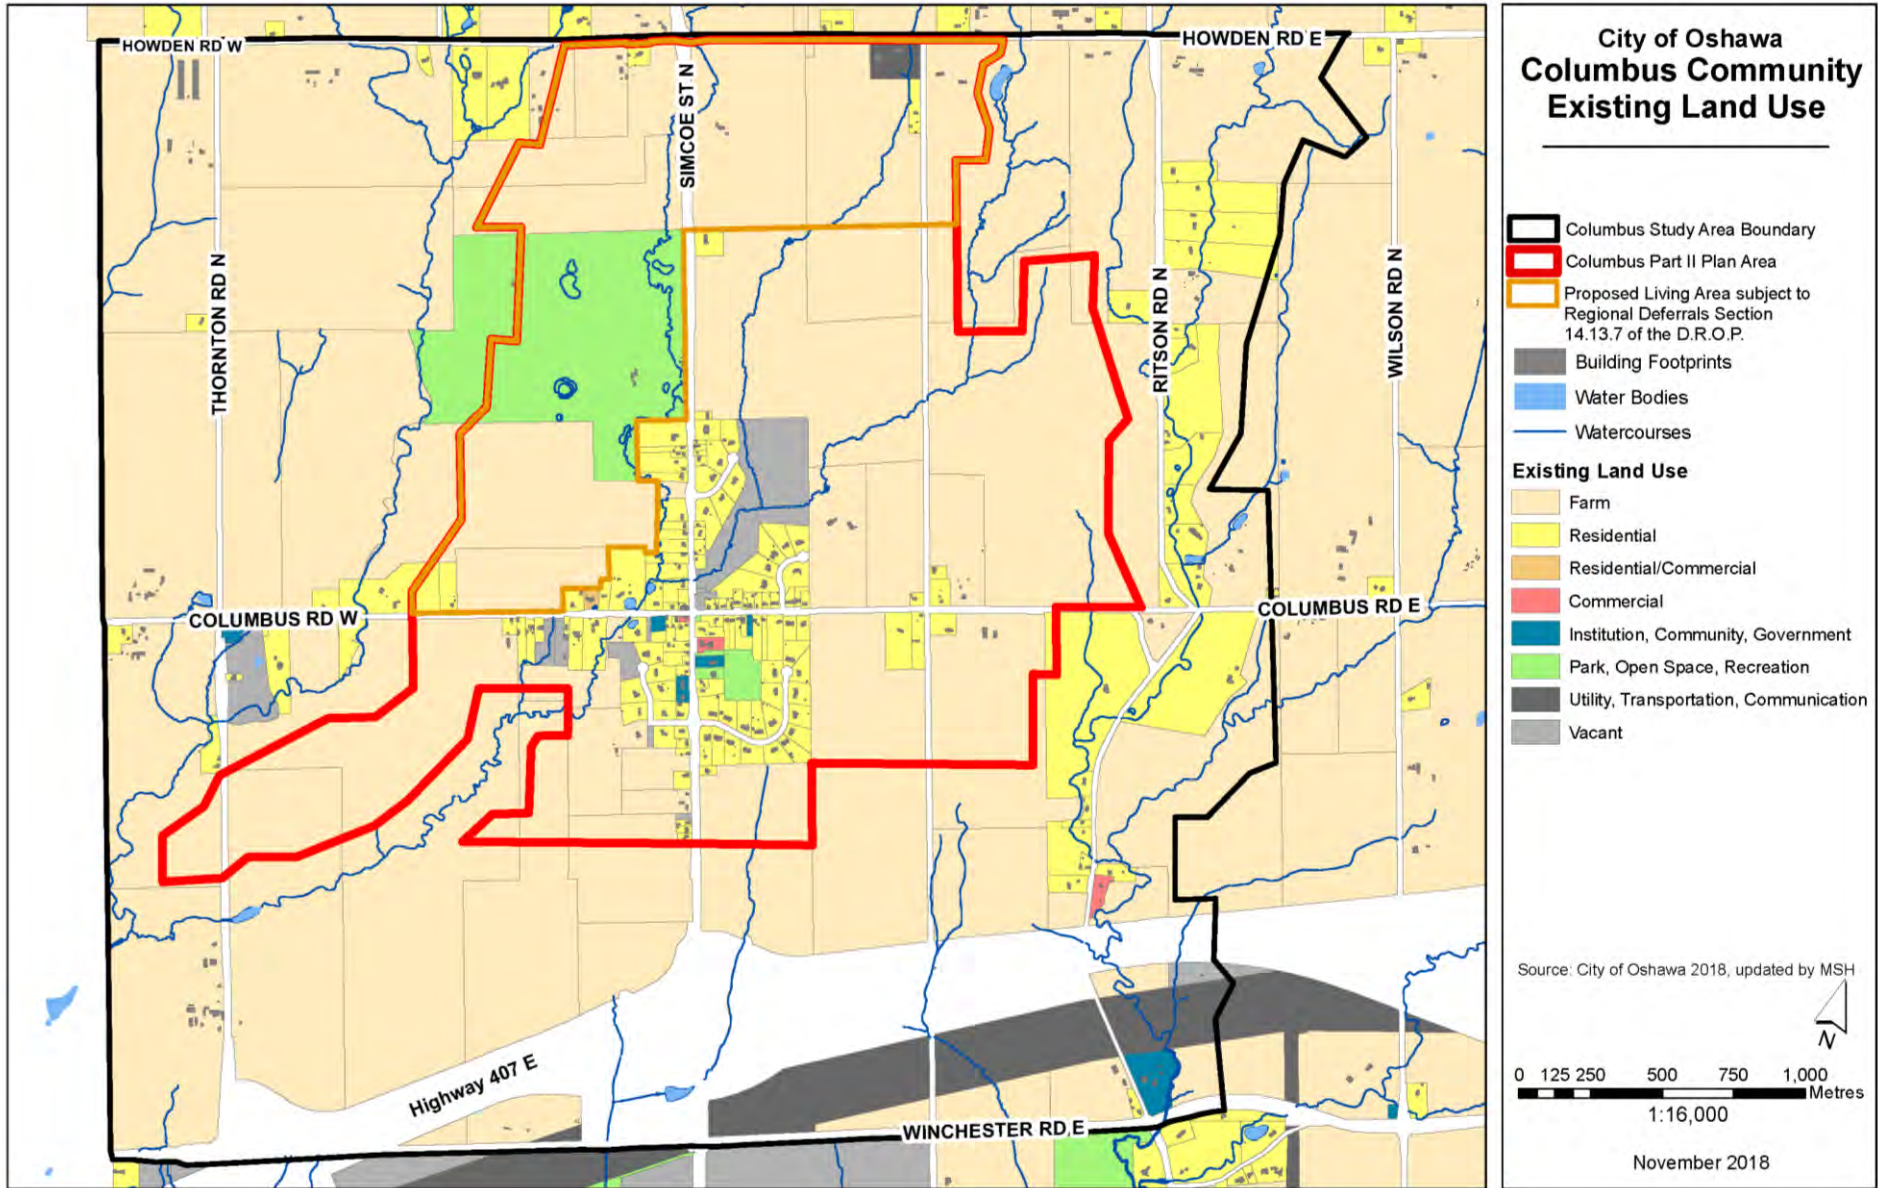 HOWDEN RD W
HOWDEN RD E
SIMCOE ST N
THORNTON RD N
RITSON RD N
WILSON RD N
COLUMBUS RD W
COLUMBUS RD E
Highway 407 E
WINCHESTER RD E
City of Oshawa
Columbus Community
Existing Land Use
Columbus Study Area Boundary
Columbus Part II Plan Area
Proposed Living Area subject to
Regional Deferrals Section
14.13.7 of the D.R.O.P.
Building Footprints
Water Bodies
Watercourses
Existing Land Use
Farm
Residential
Residential/Commercial
Commercial
Institution, Community, Government
Park, Open Space, Recreation
Utility, Transportation, Communication
Vacant
Source: City of Oshawa 2018, updated by MSH
N
0 125 250 500 750 1,000
Metres
1:16,000
November 2018